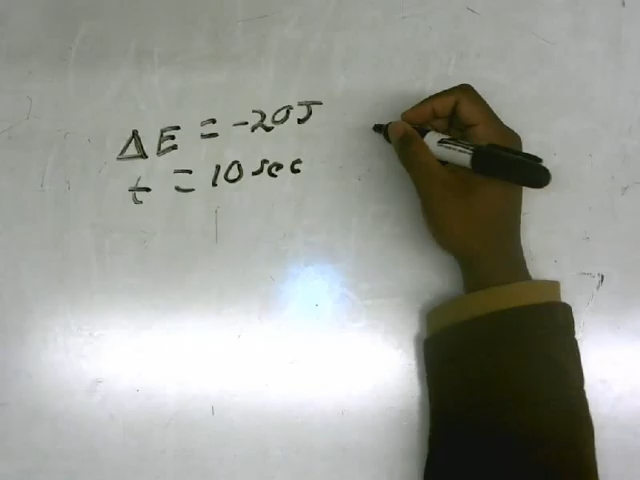 ΔE = -20J
t = 10 sec